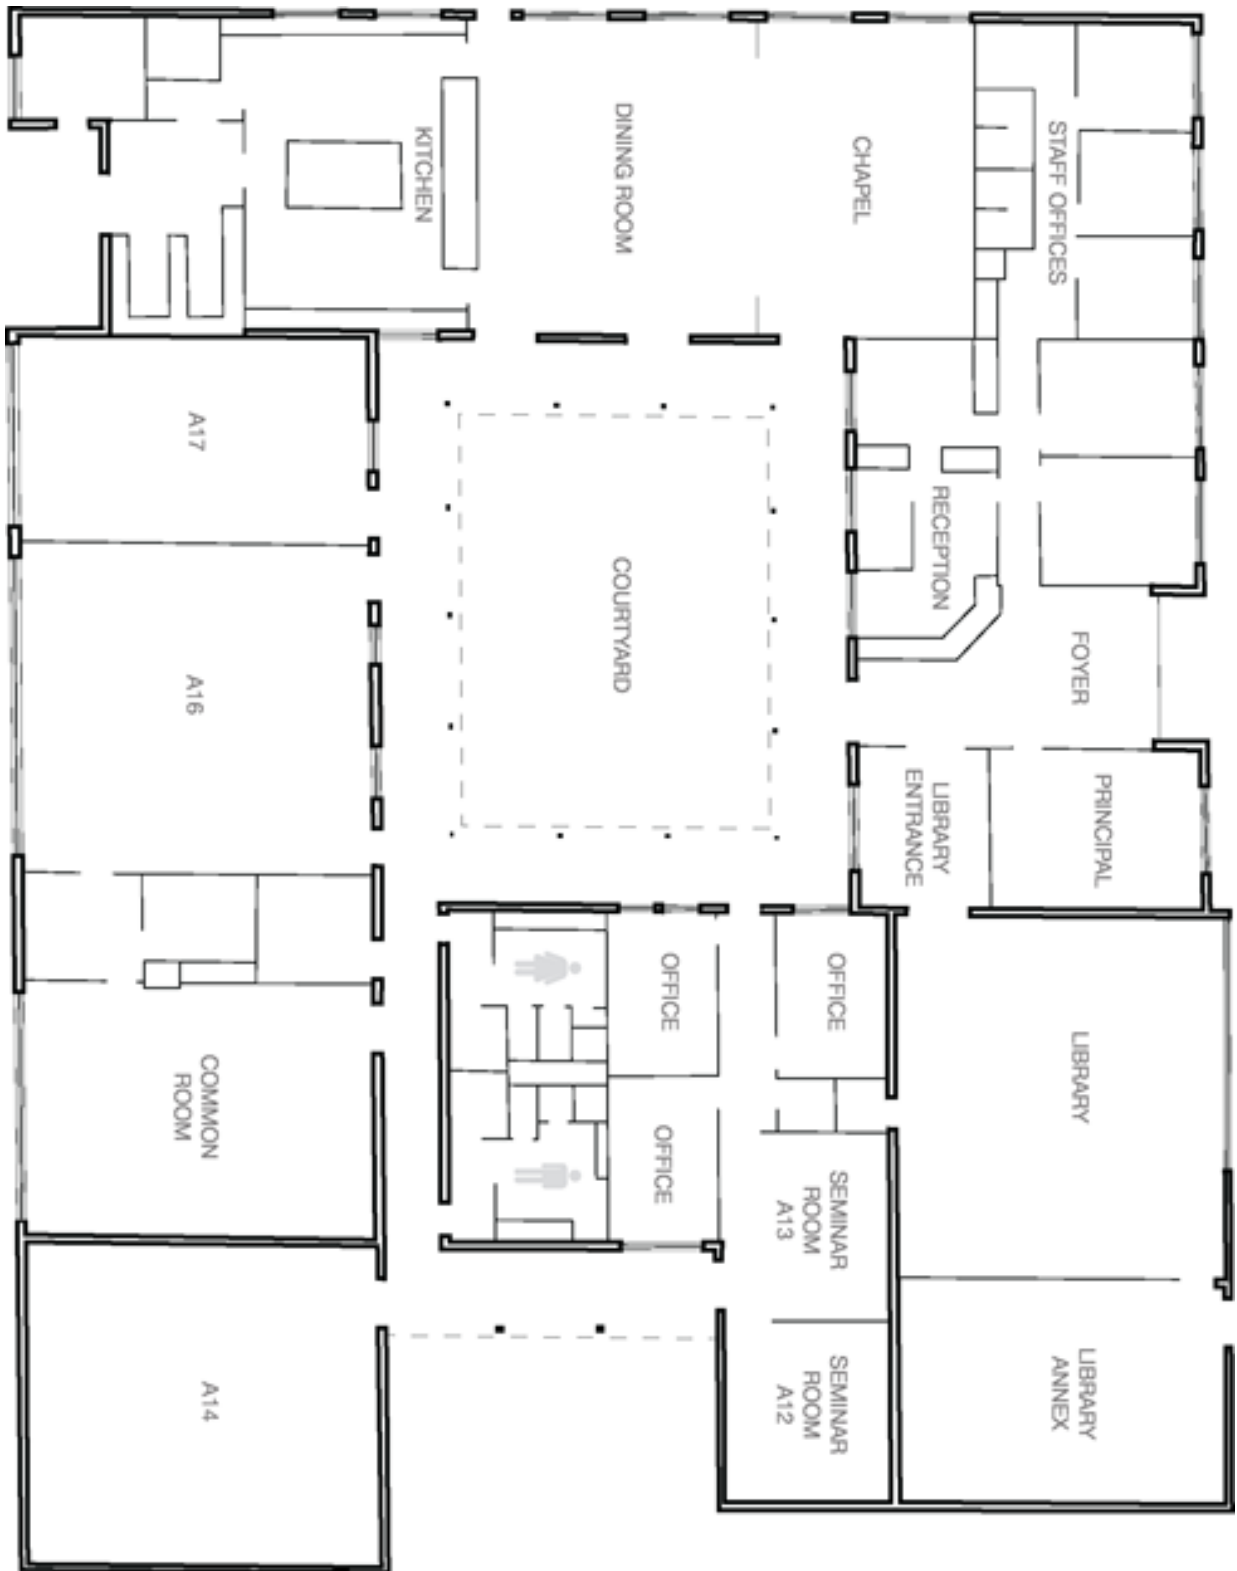 KITCHEN
DINING ROOM
CHAPEL
STAFF OFFICES
A17
RECEPTION
COURTYARD
FOYER
A16
LIBRARY
ENTRANCE
PRINCIPAL
OFFICE
OFFICE
LIBRARY
COMMON
ROOM
OFFICE
SEMINAR
ROOM
A13
A14
SEMINAR
ROOM
A12
LIBRARY
ANNEX